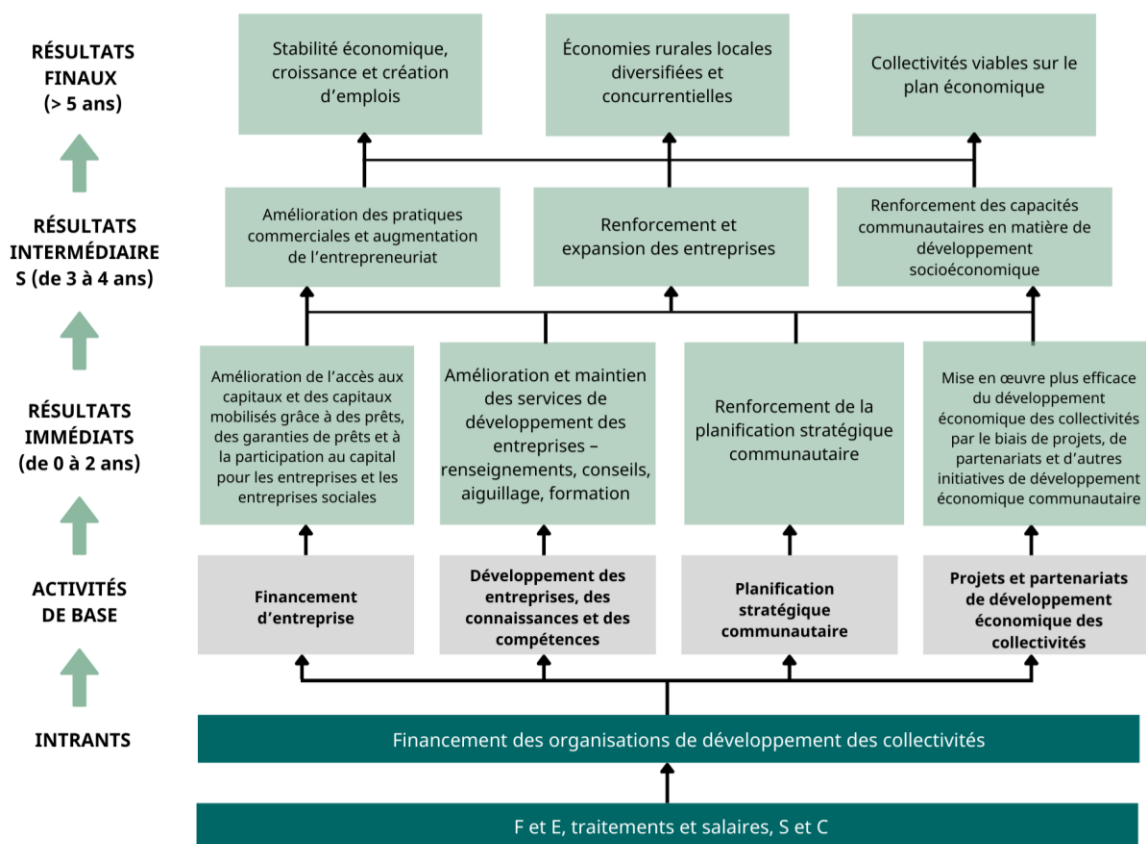 RÉSULTATS
FINAUX
(> 5 ans)
Stabilité économique,
croissance et création
d'emplois
Économies rurales locales
diversifiées et
concurrentielles
Collectivités viables sur le
plan économique
RÉSULTATS
INTERMÉDIAIRE
S (de 3 à 4 ans)
Amélioration des pratiques
commerciales et augmentation
de l'entrepreneuriat
Renforcement et
expansion des entreprises
Renforcement des capacités
communautaires en matière de
développement
socioéconomique
RÉSULTATS
IMMÉDIATS
(de 0 à 2 ans)
Amélioration de l'accès aux
capitaux et des capitaux
mobilisés grâce à des prêts,
des garanties de prêts et à
la participation au capital
pour les entreprises et les
entreprises sociales
Amélioration et maintien
des services de
développement des
entreprises –
renseignements, conseils,
aiguillage, formation
Renforcement de la
planification stratégique
communautaire
Mise en œuvre plus efficace
du développement
économique des collectivités
par le biais de projets, de
partenariats et d'autres
initiatives de développement
économique communautaire
ACTIVITÉS
DE BASE
Financement
d'entreprise
Développement des
entreprises, des
connaissances et des
compétences
Planification
stratégique
communautaire
Projets et partenariats
de développement
économique des
collectivités
INTRANTS
Financement des organisations de développement des collectivités
F et E, traitements et salaires, S et C